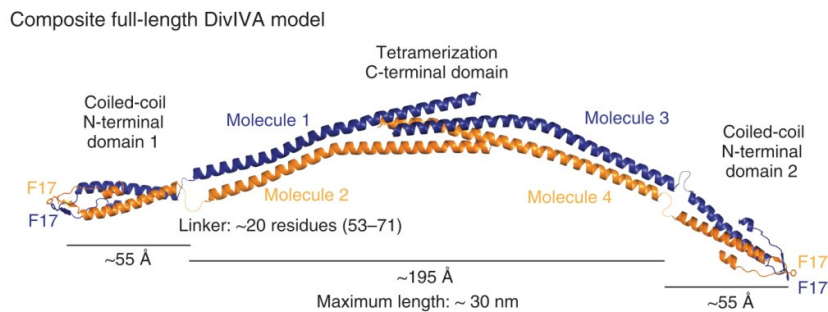 Composite full-length DivIVA model
Tetramerization
C-terminal domain
Coiled-coil
N-terminal
domain 1
Molecule 1
Molecule 3
Coiled-coil
N-terminal
domain 2
F17
F17
Molecule 2
Molecule 4
Linker: ~20 residues (53–71)
~55 Å
~195 Å
Maximum length: ~ 30 nm
F17
F17
~55 Å